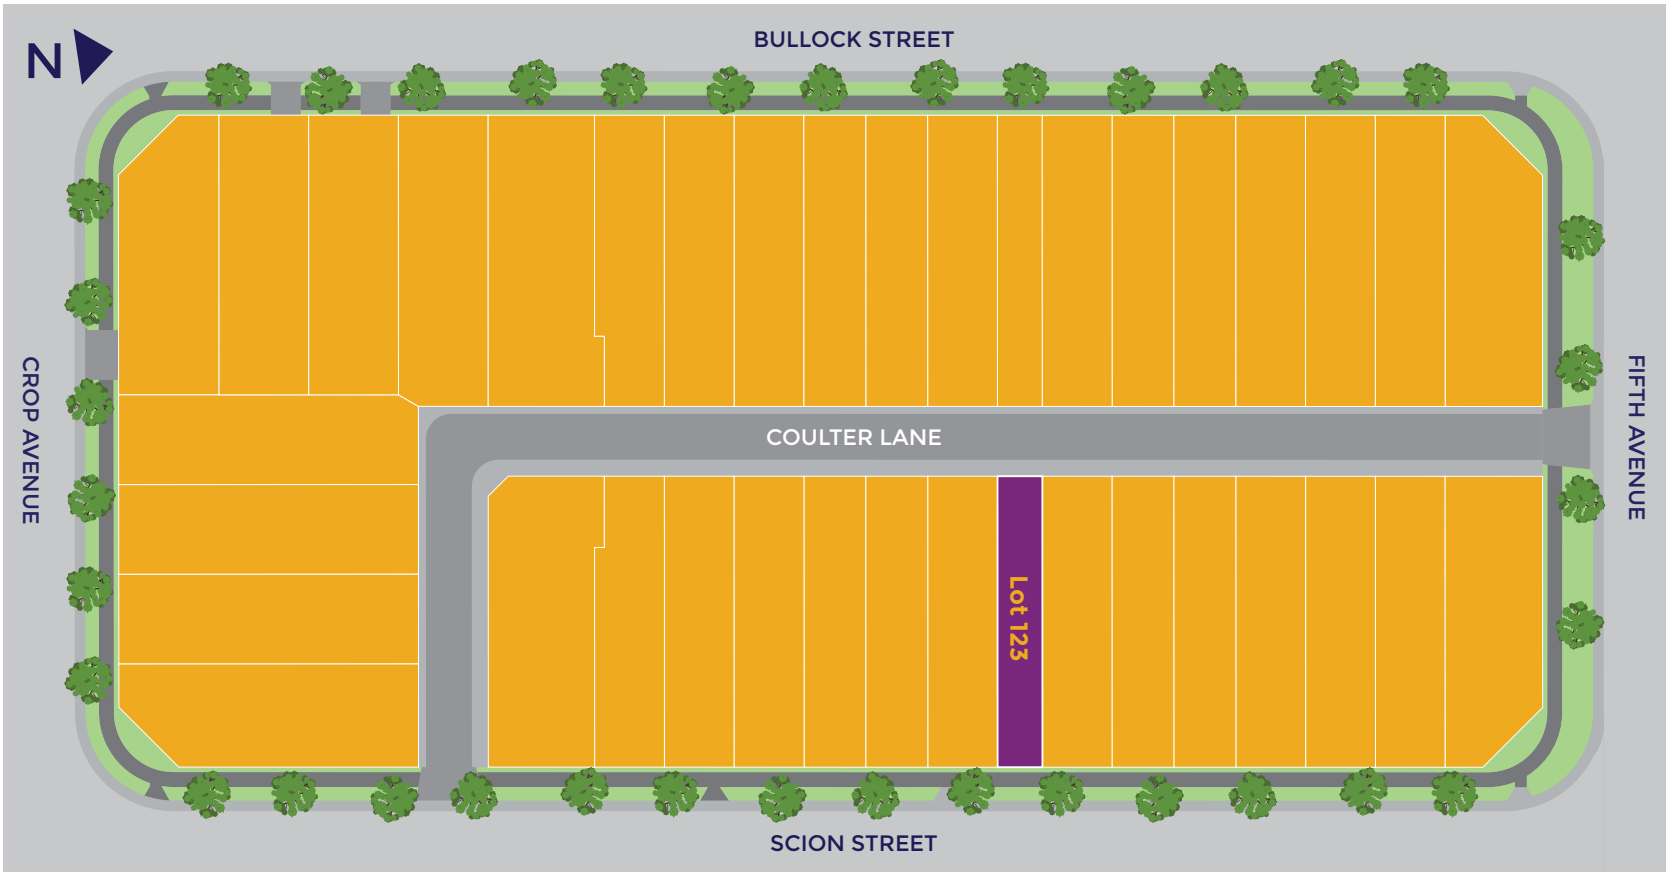 N
BULLOCK STREET
CROP AVENUE
COULTER LANE
FIFTH AVENUE
Lot 123
SCION STREET